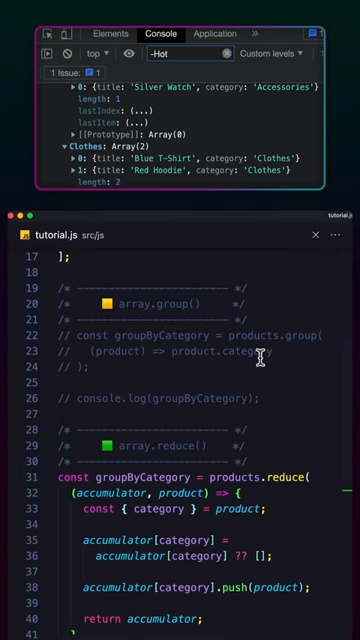 Elements Console Application » 1
top ▾ -Hot Custom levels ▾
1 Issue: 1
▸ 0: {title: 'Silver Watch', category: 'Accessories'}
length: 1
lastIndex: (...)
lastItem: (...)
▸ [[Prototype]]: Array(0)
▾ Clothes: Array(2)
▸ 0: {title: 'Blue T-Shirt', category: 'Clothes'}
▸ 1: {title: 'Red Hoodie', category: 'Clothes'}
length: 2
tutorial.js
tutorial.js src/js
17 ];
18
19 /* ─────────────────── */
20 /* 🟨 array.group() */
21 /* ─────────────────── */
22 // const groupByCategory = products.group(
23 // (product) => product.category
24 // );
25
26 // console.log(groupByCategory);
28 /* ─────────────────── */
29 /* 🟩 array.reduce() */
30 /* ─────────────────── */
31 const groupByCategory = products.reduce(
32 (accumulator, product) => {
33 const { category } = product;
35 accumulator[category] =
36 accumulator[category] ?? [];
38 accumulator[category].push(product);
40 return accumulator;
41 }